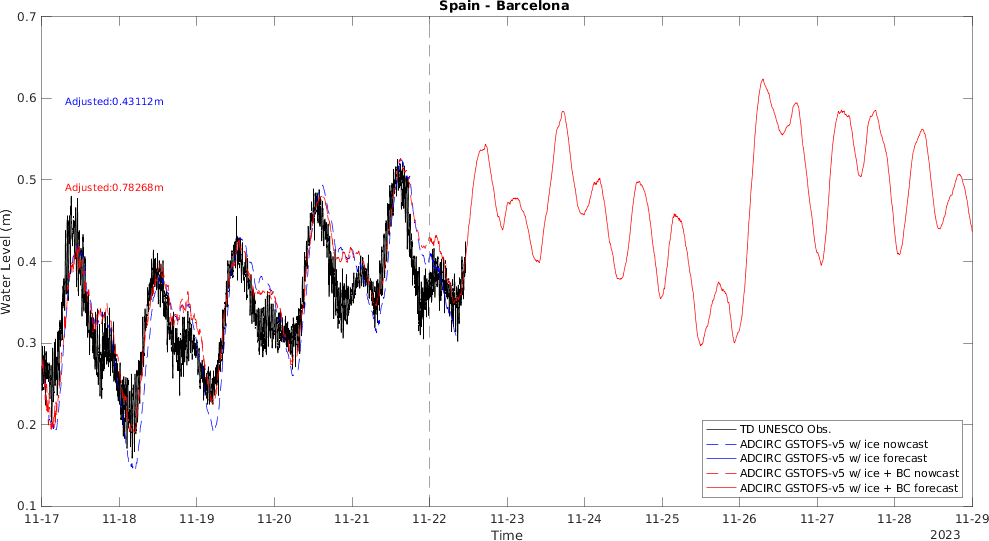 Spain - Barcelona
0.7
0.6
0.5
0.4
0.3
0.2
0.1
Water Level (m)
Adjusted:0.43112m
Adjusted:0.78268m
TD UNESCO Obs.
ADCIRC GSTOFS-v5 w/ ice nowcast
ADCIRC GSTOFS-v5 w/ ice forecast
ADCIRC GSTOFS-v5 w/ ice + BC nowcast
ADCIRC GSTOFS-v5 w/ ice + BC forecast
11-17 11-18 11-19 11-20 11-21 11-22 11-23 11-24 11-25 11-26 11-27 11-28 11-29
Time
2023